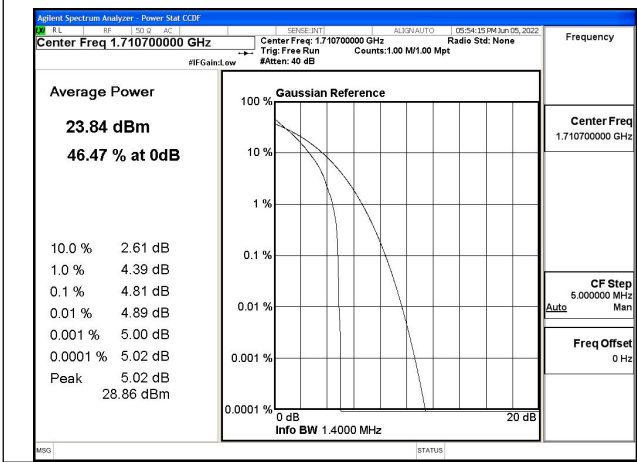 Agilent Spectrum Analyzer - Power Stat CCDF
RL RF 50 Ω AC SENSE:INT ALIGN AUTO 05:54:15 PM Jun 05, 2022
Center Freq 1.710700000 GHz
Center Freq: 1.710700000 GHz Radio Std: None
Trig: Free Run Counts:1.00 M/1.00 Mpt
#IFGain:Low #Atten: 40 dB
Frequency
Average Power
23.84 dBm
46.47 % at 0dB
10.0 % 2.61 dB
1.0 % 4.39 dB
0.1 % 4.81 dB
0.01 % 4.89 dB
0.001 % 5.00 dB
0.0001 % 5.02 dB
Peak 5.02 dB
28.86 dBm
Gaussian Reference
100 %
10 %
1 %
0.1 %
0.01 %
0.001 %
0.0001 %
0 dB 20 dB
Info BW 1.4000 MHz
Center Freq
1.710700000 GHz
CF Step
5.000000 MHz
Auto Man
Freq Offset
0 Hz
MSG STATUS